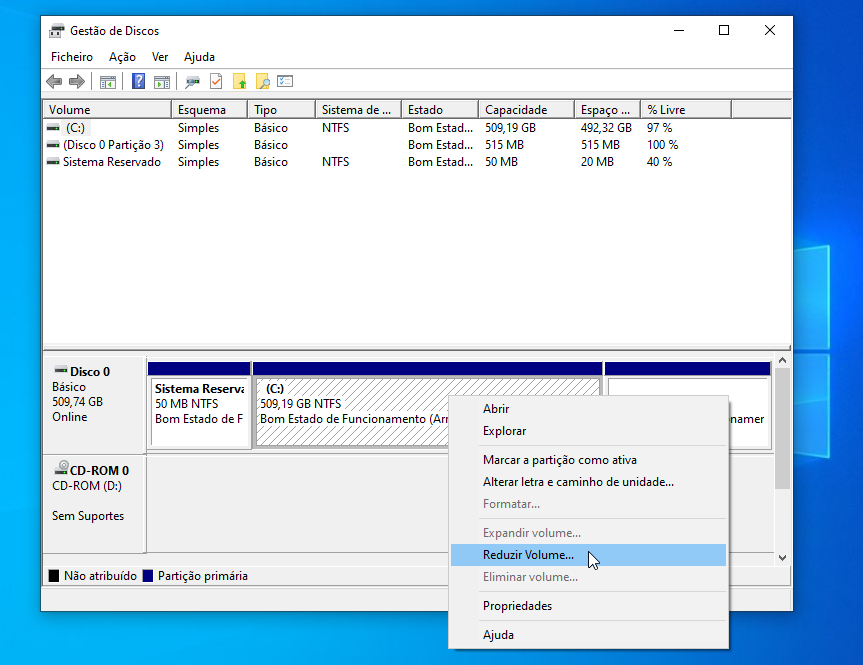 Gestão de Discos
Ficheiro Ação Ver Ajuda
Volume Esquema Tipo Sistema de ... Estado Capacidade Espaço ... % Livre
(C:) Simples Básico NTFS Bom Estad... 509,19 GB 492,32 GB 97 %
(Disco 0 Partição 3) Simples Básico Bom Estad... 515 MB 515 MB 100 %
Sistema Reservado Simples Básico NTFS Bom Estad... 50 MB 20 MB 40 %
Disco 0
Básico
509,74 GB
Online
Sistema Reserva
50 MB NTFS
Bom Estado de F
(C:)
509,19 GB NTFS
Bom Estado de Funcionamento (Arr
namer
CD-ROM 0
CD-ROM (D:)
Sem Suportes
Não atribuído Partição primária
Abrir
Explorar
Marcar a partição como ativa
Alterar letra e caminho de unidade...
Formatar...
Expandir volume...
Reduzir Volume...
Eliminar volume...
Propriedades
Ajuda